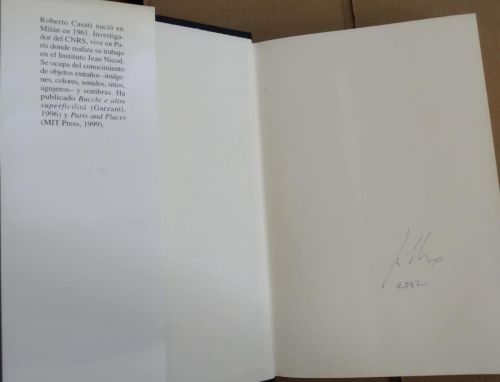 Roberto Casati nació en
Milán en 1961. Investiga-
dor del CNRS, vive en Pa-
rís donde realiza su trabajo
en el Instituto Jean Nicod.
Se ocupa del conocimiento
de objetos extraños –imáge-
nes, colores, sonidos, sitios,
agujeros– y sombras. Ha
publicado Bucchi e altre
superficilità (Garzanti,
1996) y Parts and Places
(MIT Press, 1999).
2002